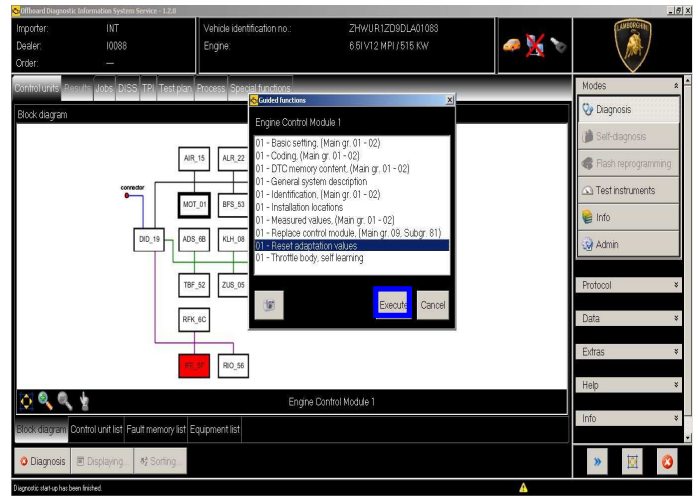 Offboard Diagnostic Information System Service - 1.2.0
Importer: INT
Dealer: I0088
Order: —
Vehicle identification no.: ZHWUR1ZD9DLA01083
Engine: 6.5l V12 MPI / 515 KW
LAMBORGHINI
Control units Results Jobs DISS TPI Test plan Process Special functions
Block diagram
connector
AIR_15
ALR_22
MOT_01
BFS_53
DID_19
ADS_6B
KLH_08
TBF_52
ZUS_05
RFK_6C
RIO_56
Engine Control Module 1
Guided functions
Engine Control Module 1
01 - Basic setting, (Main gr. 01 - 02)
01 - Coding, (Main gr. 01 - 02)
01 - DTC memory content, (Main gr. 01 - 02)
01 - General system description
01 - Identification, (Main gr. 01 - 02)
01 - Installation locations
01 - Measured values, (Main gr. 01 - 02)
01 - Replace control module, (Main gr. 09, Subgr. 81)
01 - Reset adaptation values
01 - Throttle body, self learning
Execute
Cancel
Modes
Diagnosis
Self-diagnosis
Flash reprogramming
Test instruments
Info
Admin
Protocol
Data
Extras
Help
Info
Block diagram Control unit list Fault memory list Equipment list
Diagnosis Displaying... Sorting...
Diagnostic start-up has been finished.